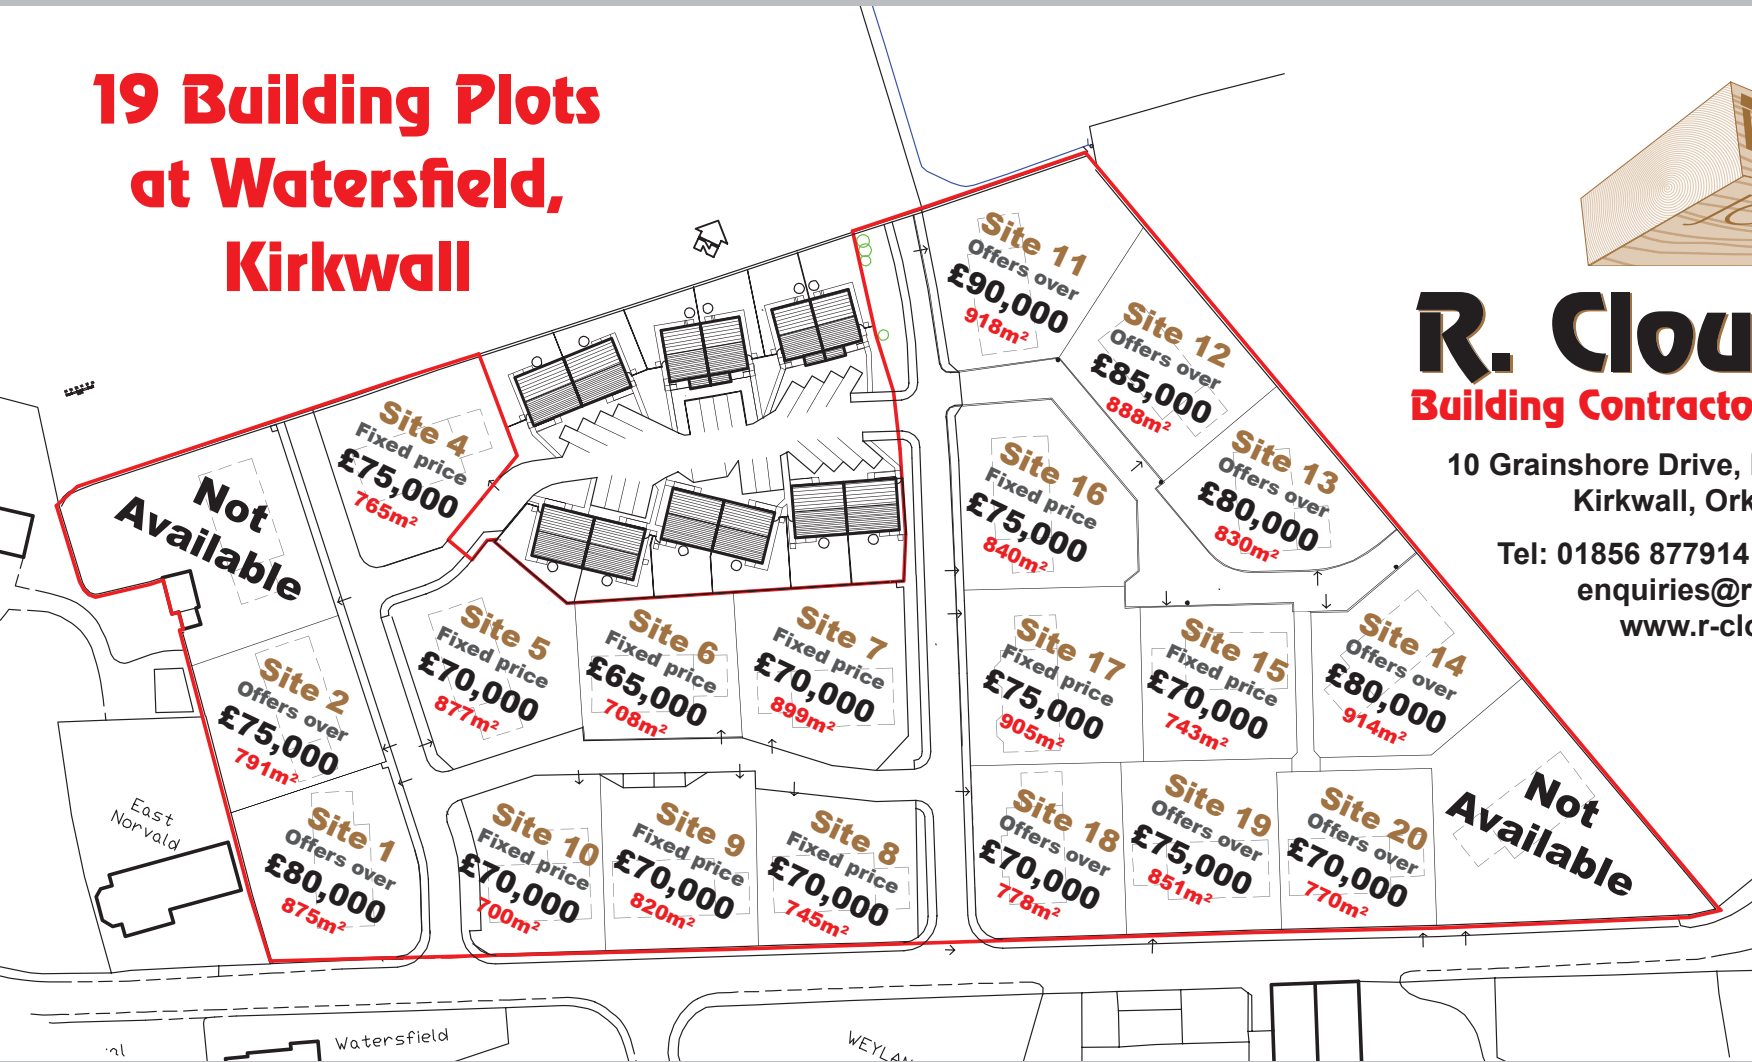 19 Building Plots
at Watersfield,
Kirkwall
R. Clou
Building Contracto
10 Grainshore Drive,
Kirkwall, Ork
Tel: 01856 877914
enquiries@r
www.r-clo
Site 11
Offers over
£90,000
918m²
Site 12
Offers over
£85,000
888m²
Site 13
Offers over
£80,000
830m²
Site 4
Fixed price
£75,000
765m²
Not
Available
Site 16
Fixed price
£75,000
840m²
Site 5
Fixed price
£70,000
877m²
Site 6
Fixed price
£65,000
708m²
Site 7
Fixed price
£70,000
899m²
Site 17
Fixed price
£75,000
905m²
Site 15
Fixed price
£70,000
743m²
Site 14
Offers over
£80,000
914m²
Site 2
Offers over
£75,000
791m²
Site 1
Offers over
£80,000
875m²
Site 10
Fixed price
£70,000
700m²
Site 9
Fixed price
£70,000
820m²
Site 8
Fixed price
£70,000
745m²
Site 18
Offers over
£70,000
778m²
Site 19
Offers over
£75,000
851m²
Site 20
Offers over
£70,000
770m²
Not
Available
East
Norvald
Watersfield
N